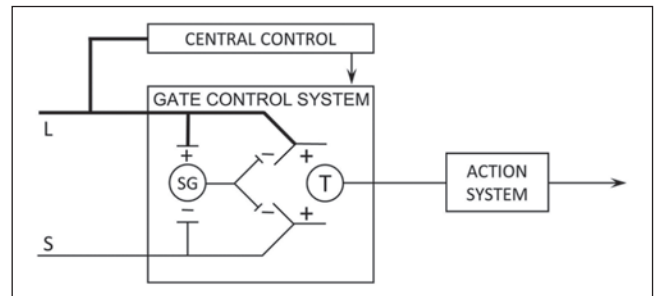 CENTRAL CONTROL
GATE CONTROL SYSTEM
L
+
−
+
SG
T
ACTION
SYSTEM
−
−
+
S